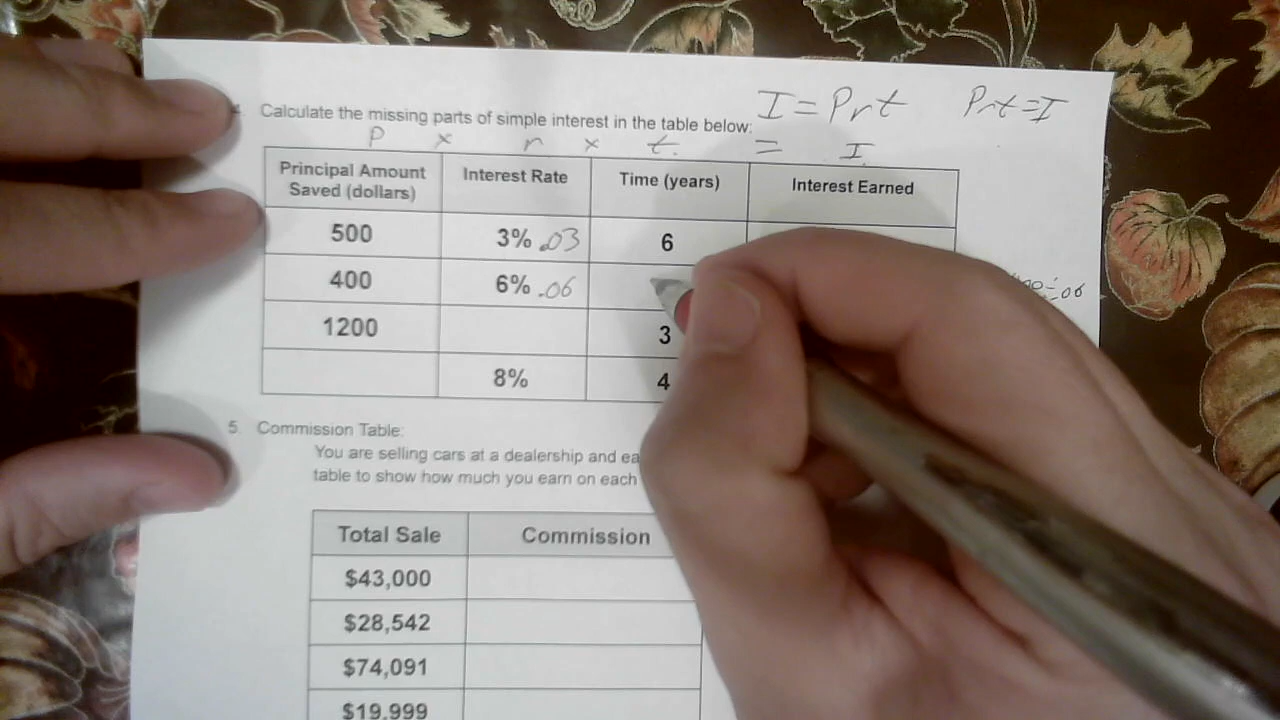 I = Prt Prt = I
Calculate the missing parts of simple interest in the table below:
P x r x t. = I
Principal Amount Saved (dollars) Interest Rate Time (years) Interest Earned
500 3% .03 6
400 6% .06
1200 3
8% 4
.06
5. Commission Table:
You are selling cars at a dealership and
table to show how much you earn on each
Total Sale Commission
$43,000
$28,542
$74,091
$19,999